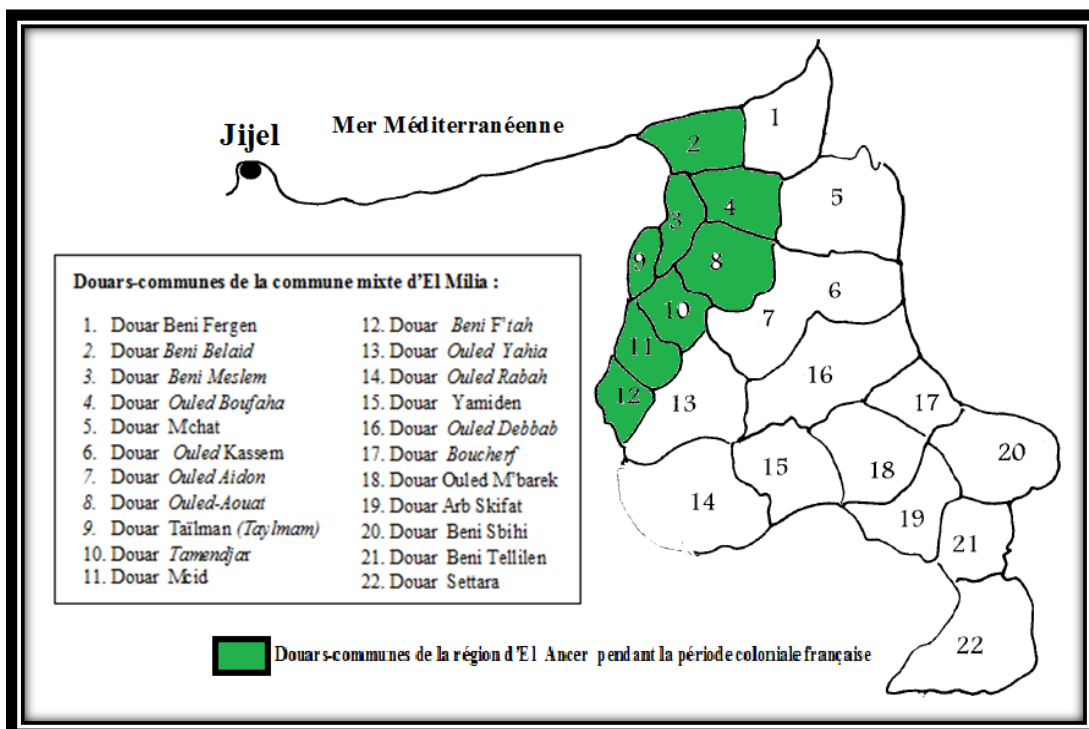 Jijel
Mer Méditerranéenne
1
2
3
4
5
9
8
6
10
7
11
16
12
13
17
20
15
18
14
19
21
22
Douars-communes de la commune mixte d'El Milia :
1. Douar Beni Fergen
2. Douar Beni Belaid
3. Douar Beni Meslem
4. Douar Ouled Boufaha
5. Douar M'chat
6. Douar Ouled Kassem
7. Douar Ouled Aidon
8. Douar Ouled-Aouat
9. Douar Taïlman (Taylmam)
10. Douar Tamendjar
11. Douar Mcid
12. Douar Beni F'tah
13. Douar Ouled Yahia
14. Douar Ouled Rabah
15. Douar Yamiden
16. Douar Ouled Debbab
17. Douar Boucherf
18. Douar Ouled M'barek
19. Douar Arb Skifat
20. Douar Beni Sbihi
21. Douar Beni Tellilen
22. Douar Settara
Douars-communes de la région d'El Ancer pendant la période coloniale française